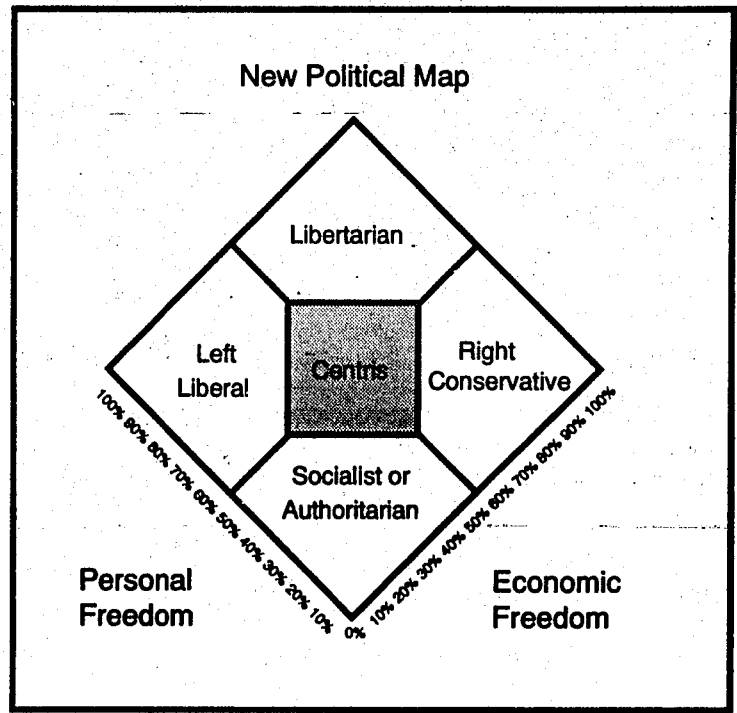 New Political Map
Libertarian
Left
Liberal
Centris
Right
Conservative
Socialist or
Authoritarian
100% 90% 80% 70% 60% 50% 40% 30% 20% 10% 0% 10% 20% 30% 40% 50% 60% 70% 80% 90% 100%
Personal
Freedom
Economic
Freedom